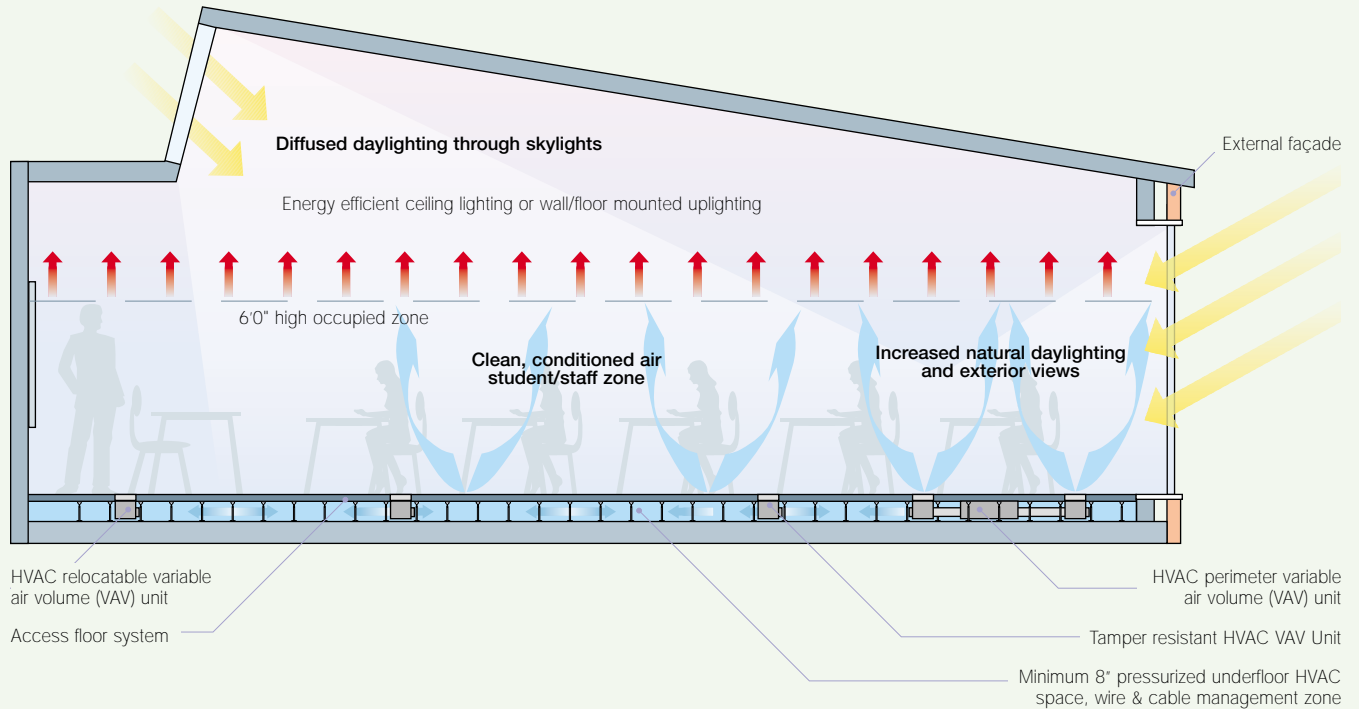 Diffused daylighting through skylights
External façade
Energy efficient ceiling lighting or wall/floor mounted uplighting
6'0" high occupied zone
Clean, conditioned air
student/staff zone
Increased natural daylighting
and exterior views
HVAC relocatable variable
air volume (VAV) unit
Access floor system
HVAC perimeter variable
air volume (VAV) unit
Tamper resistant HVAC VAV Unit
Minimum 8" pressurized underfloor HVAC
space, wire & cable management zone